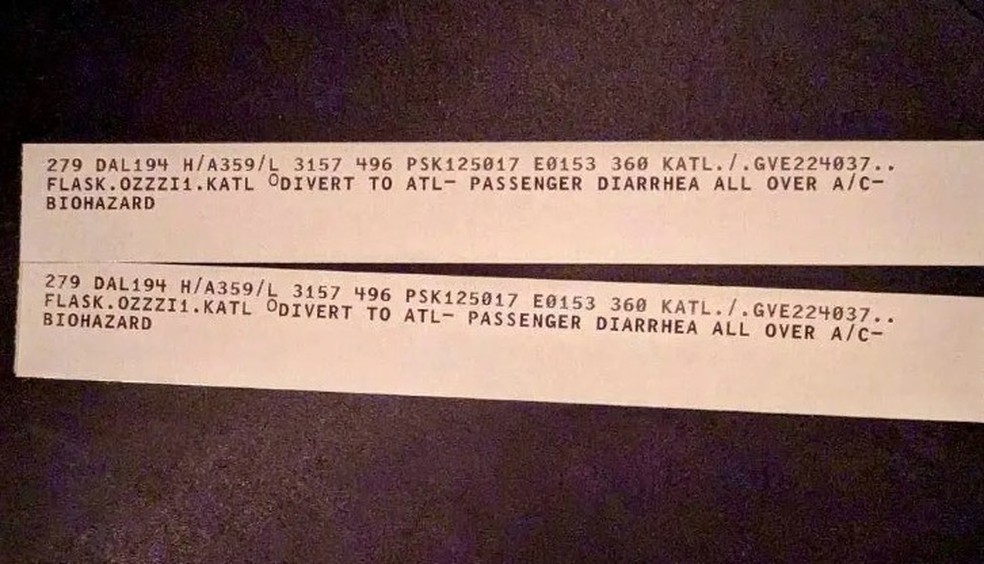 279 DAL194 H/A359/L 3157 496 PSK125017 E0153 360 KATL./.GVE224037..
FLASK.OZZZI1.KATL ○DIVERT TO ATL— PASSENGER DIARRHEA ALL OVER A/C—
BIOHAZARD
279 DAL194 H/A359/L 3157 496 PSK125017 E0153 360 KATL./.GVE224037..
FLASK.OZZZI1.KATL ○DIVERT TO ATL— PASSENGER DIARRHEA ALL OVER A/C—
BIOHAZARD